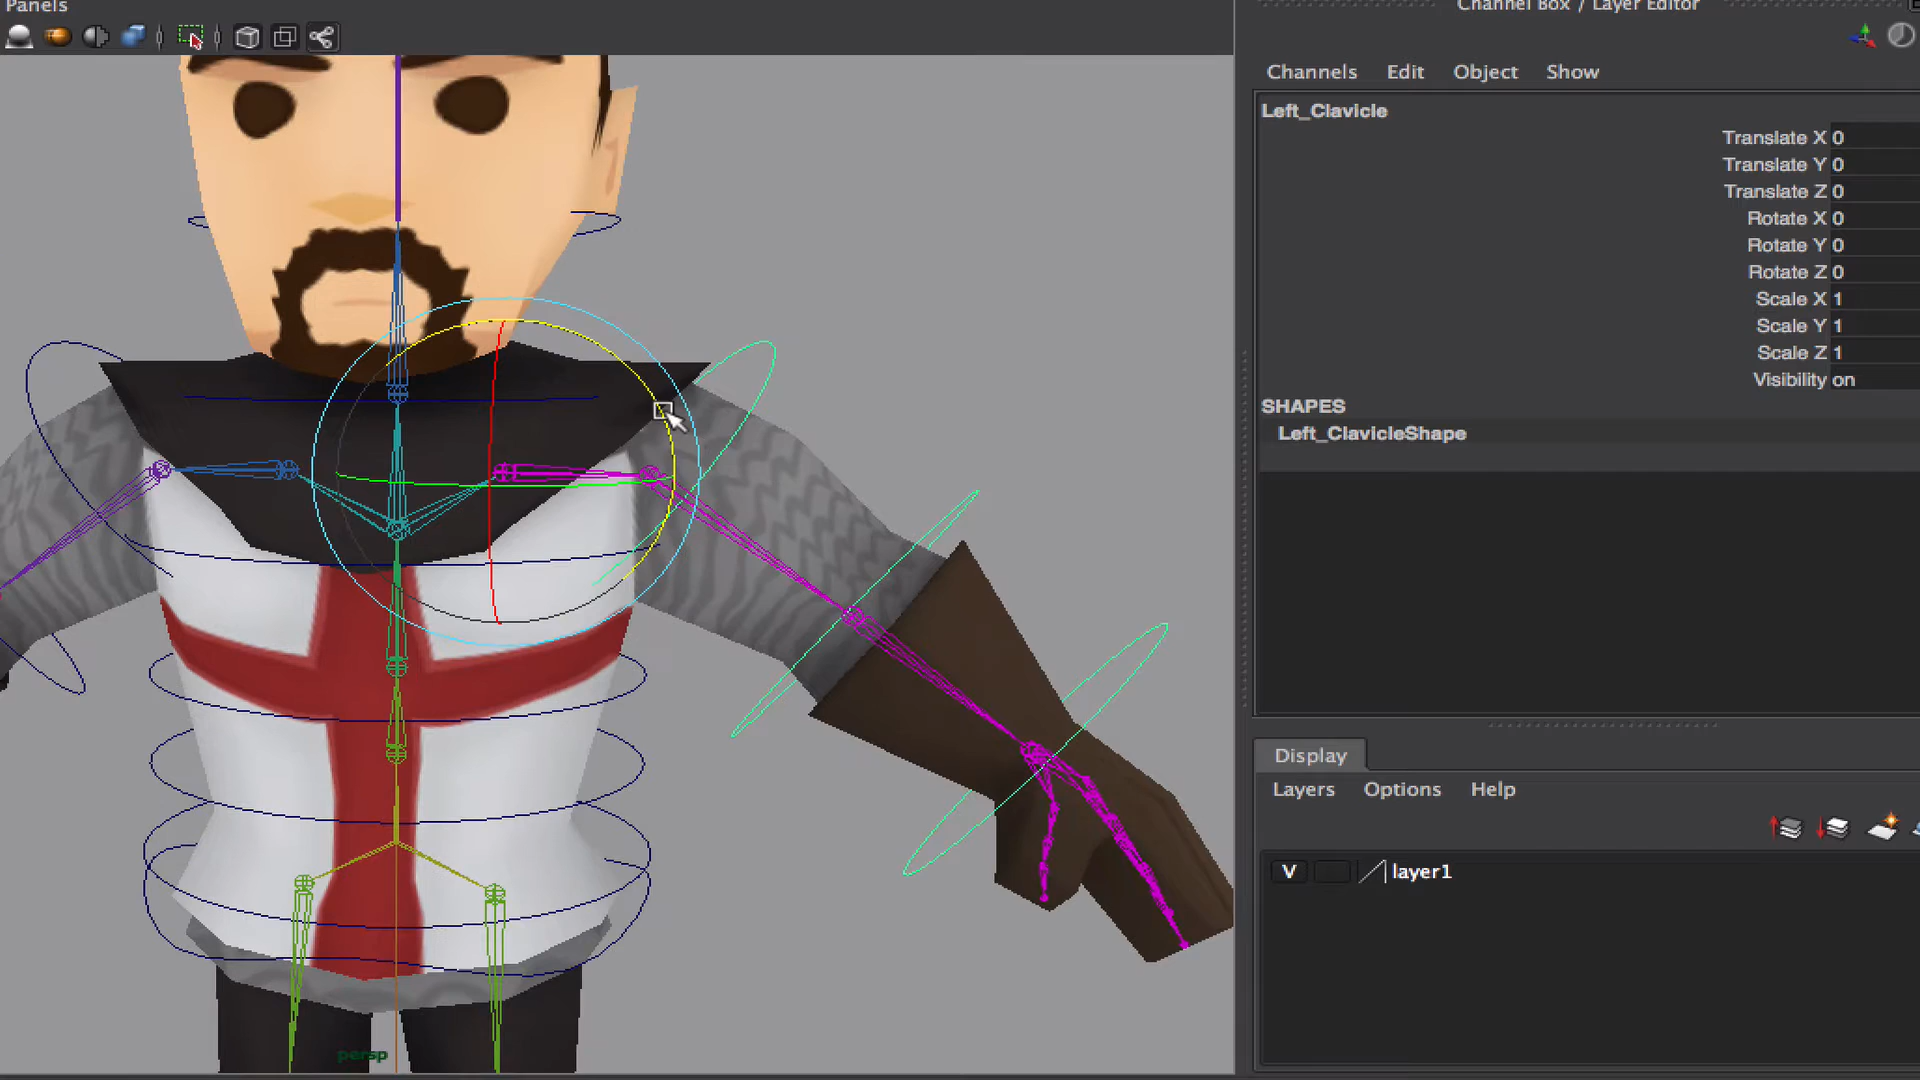 Panels
Channel Box / Layer Editor
Channels Edit Object Show
Left_Clavicle
Translate X 0
Translate Y 0
Translate Z 0
Rotate X 0
Rotate Y 0
Rotate Z 0
Scale X 1
Scale Y 1
Scale Z 1
Visibility on
SHAPES
Left_ClavicleShape
Display
Layers Options Help
V layer1
persp